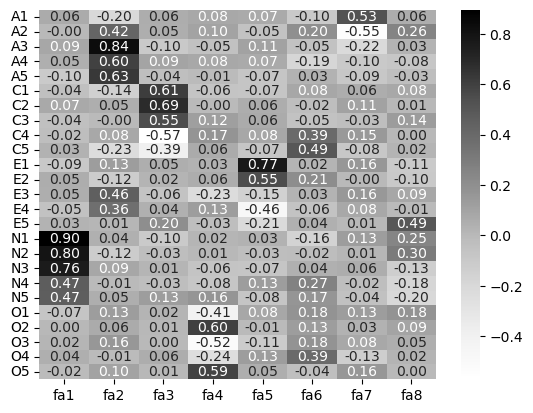 A1 0.06 -0.20 0.06 0.08 0.07 -0.10 0.53 0.06
A2 -0.00 0.42 0.05 0.10 -0.05 0.20 -0.55 0.26
A3 0.09 0.84 -0.10 -0.05 0.11 -0.05 -0.22 0.03
A4 0.05 0.60 0.09 0.08 0.07 -0.19 -0.10 -0.08
A5 -0.10 0.63 -0.04 -0.01 -0.07 0.03 -0.09 -0.03
C1 -0.04 -0.14 0.61 -0.06 -0.07 0.08 0.06 0.08
C2 0.07 0.05 0.69 -0.00 0.06 -0.02 0.11 0.01
C3 -0.04 -0.00 0.55 0.12 0.06 -0.05 -0.03 0.14
C4 -0.02 0.08 -0.57 0.17 0.08 0.39 0.15 0.00
C5 0.03 -0.23 -0.39 0.06 -0.07 0.49 -0.08 0.02
E1 -0.09 0.13 0.05 0.03 0.77 0.02 0.16 -0.11
E2 0.05 -0.12 -0.02 0.06 0.55 0.21 -0.00 -0.10
E3 0.05 0.46 -0.06 -0.23 -0.15 0.03 0.16 0.09
E4 -0.05 0.36 0.04 0.13 -0.46 -0.06 0.08 -0.01
E5 0.03 0.01 0.20 -0.03 -0.21 0.04 0.01 0.49
N1 0.90 0.04 -0.10 0.02 0.03 -0.16 0.13 0.25
N2 0.80 -0.12 -0.03 0.01 -0.03 -0.02 0.01 0.30
N3 0.76 0.09 0.01 -0.06 -0.07 0.04 0.06 -0.13
N4 0.47 -0.01 -0.03 -0.08 0.13 0.27 -0.02 -0.18
N5 0.47 0.05 0.13 0.16 -0.08 0.17 -0.04 -0.20
O1 -0.07 0.13 0.02 -0.41 0.08 0.18 0.13 0.18
O2 0.00 0.06 0.01 0.60 -0.01 0.13 0.03 0.09
O3 0.02 0.16 0.00 -0.52 -0.11 0.18 0.08 0.05
O4 0.04 -0.01 0.06 -0.24 0.13 0.39 -0.13 0.02
O5 -0.02 0.10 0.01 0.59 0.05 -0.04 0.16 0.00
fa1 fa2 fa3 fa4 fa5 fa6 fa7 fa8
0.8
0.6
0.4
0.2
0.0
−0.2
−0.4